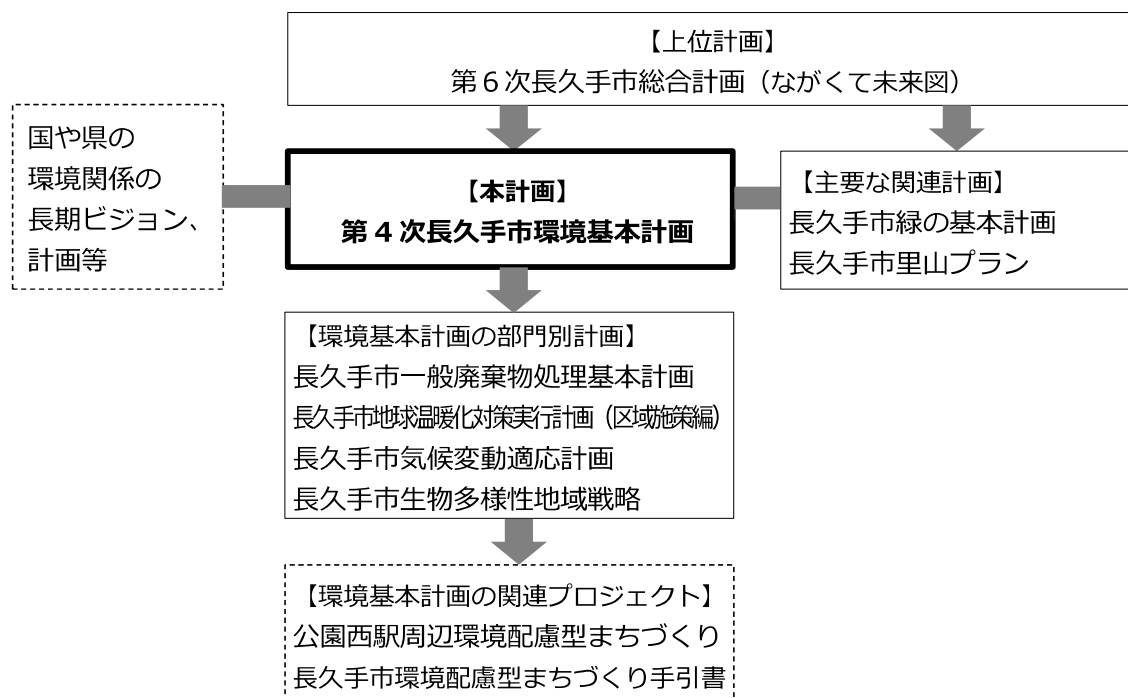 【上位計画】
第６次長久手市総合計画（ながくて未来図）
国や県の
環境関係の
長期ビジョン、
計画等
【本計画】
第４次長久手市環境基本計画
【主要な関連計画】
長久手市緑の基本計画
長久手市里山プラン
【環境基本計画の部門別計画】
長久手市一般廃棄物処理基本計画
長久手市地球温暖化対策実行計画（区域施策編）
長久手市気候変動適応計画
長久手市生物多様性地域戦略
【環境基本計画の関連プロジェクト】
公園西駅周辺環境配慮型まちづくり
長久手市環境配慮型まちづくり手引書